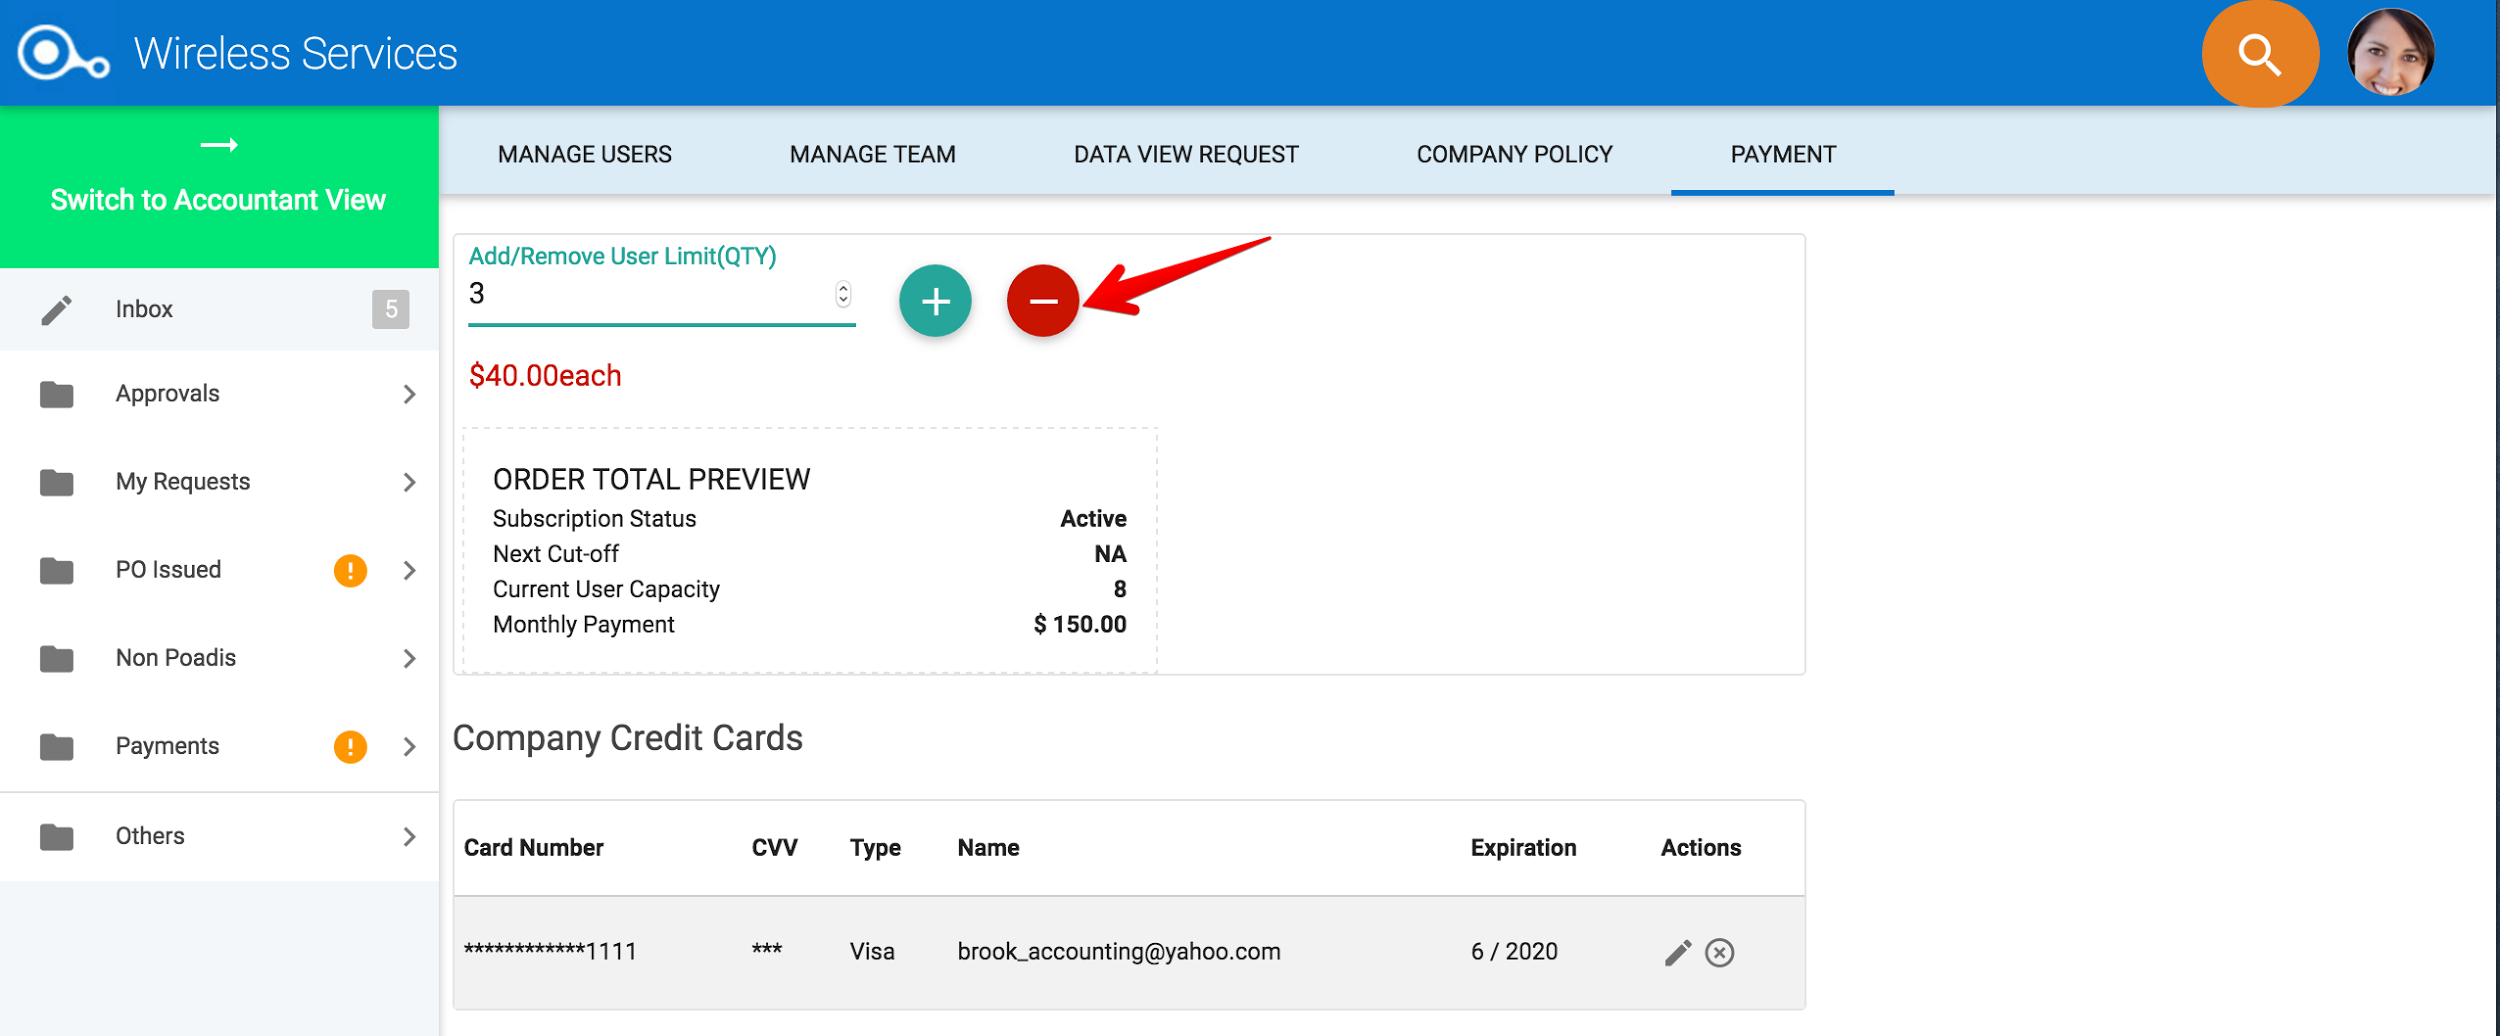 Wireless Services
Switch to Accountant View
MANAGE USERS MANAGE TEAM DATA VIEW REQUEST COMPANY POLICY PAYMENT
Inbox 5
Approvals
My Requests
PO Issued !
Non Poadis
Payments !
Others
Add/Remove User Limit(QTY)
3
$40.00each
ORDER TOTAL PREVIEW
Subscription Status Active
Next Cut-off NA
Current User Capacity 8
Monthly Payment $ 150.00
Company Credit Cards
Card Number CVV Type Name Expiration Actions
************1111 *** Visa brook_accounting@yahoo.com 6 / 2020